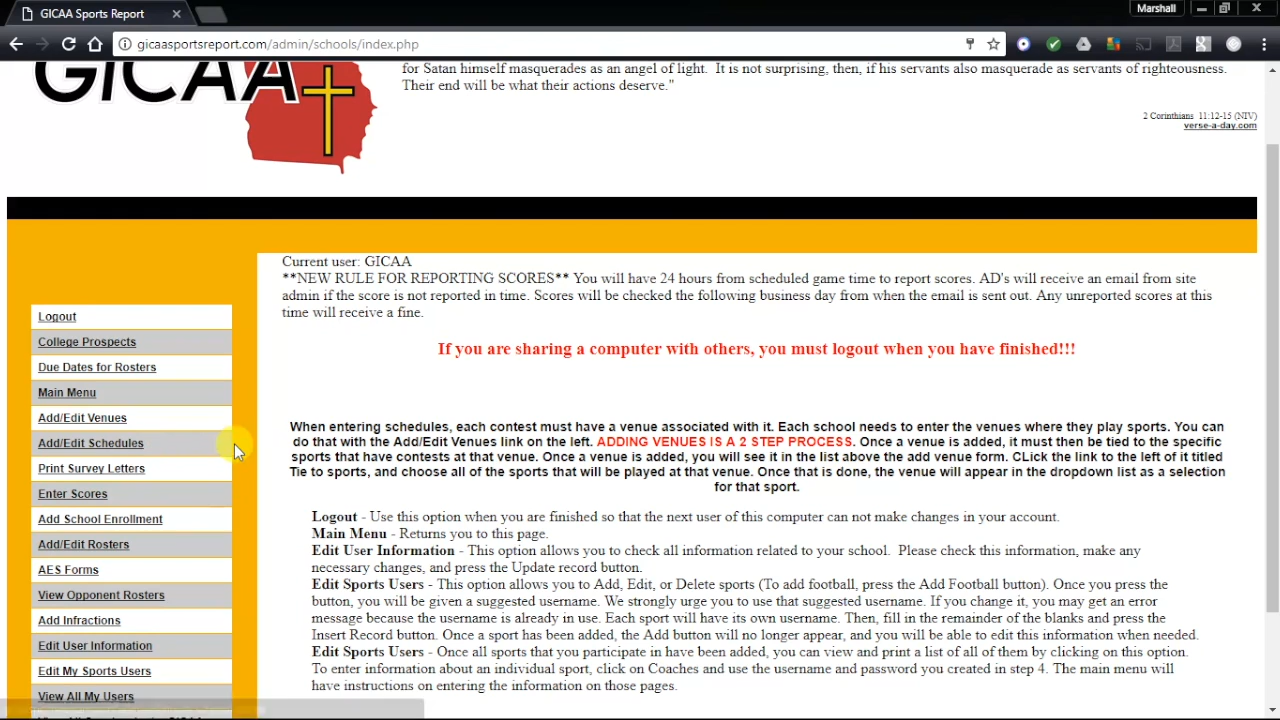 GICAA Sports Report
Marshall
gicaasportsreport.com/admin/schools/index.php
GICAA
for Satan himself masquerades as an angel of light. It is not surprising, then, if his servants also masquerade as servants of righteousness.
Their end will be what their actions deserve."
2 Corinthians 11:12-15 (NIV)
verse-a-day.com
Logout
College Prospects
Due Dates for Rosters
Main Menu
Add/Edit Venues
Add/Edit Schedules
Print Survey Letters
Enter Scores
Add School Enrollment
Add/Edit Rosters
AES Forms
View Opponent Rosters
Add Infractions
Edit User Information
Edit My Sports Users
View All My Users
Current user: GICAA
**NEW RULE FOR REPORTING SCORES** You will have 24 hours from scheduled game time to report scores. AD's will receive an email from site
admin if the score is not reported in time. Scores will be checked the following business day from when the email is sent out. Any unreported scores at this
time will receive a fine.
If you are sharing a computer with others, you must logout when you have finished!!!
When entering schedules, each contest must have a venue associated with it. Each school needs to enter the venues where they play sports. You can
do that with the Add/Edit Venues link on the left. ADDING VENUES IS A 2 STEP PROCESS. Once a venue is added, it must then be tied to the specific
sports that have contests at that venue. Once a venue is added, you will see it in the list above the add venue form. CLick the link to the left of it titled
Tie to sports, and choose all of the sports that will be played at that venue. Once that is done, the venue will appear in the dropdown list as a selection
for that sport.
Logout - Use this option when you are finished so that the next user of this computer can not make changes in your account.
Main Menu - Returns you to this page.
Edit User Information - This option allows you to check all information related to your school. Please check this information, make any
necessary changes, and press the Update record button.
Edit Sports Users - This option allows you to Add, Edit, or Delete sports (To add football, press the Add Football button). Once you press the
button, you will be given a suggested username. We strongly urge you to use that suggested username. If you change it, you may get an error
message because the username is already in use. Each sport will have its own username. Then, fill in the remainder of the blanks and press the
Insert Record button. Once a sport has been added, the Add button will no longer appear, and you will be able to edit this information when needed.
Edit Sports Users - Once all sports that you participate in have been added, you can view and print a list of all of them by clicking on this option.
To enter information about an individual sport, click on Coaches and use the username and password you created in step 4. The main menu will
have instructions on entering the information on those pages.